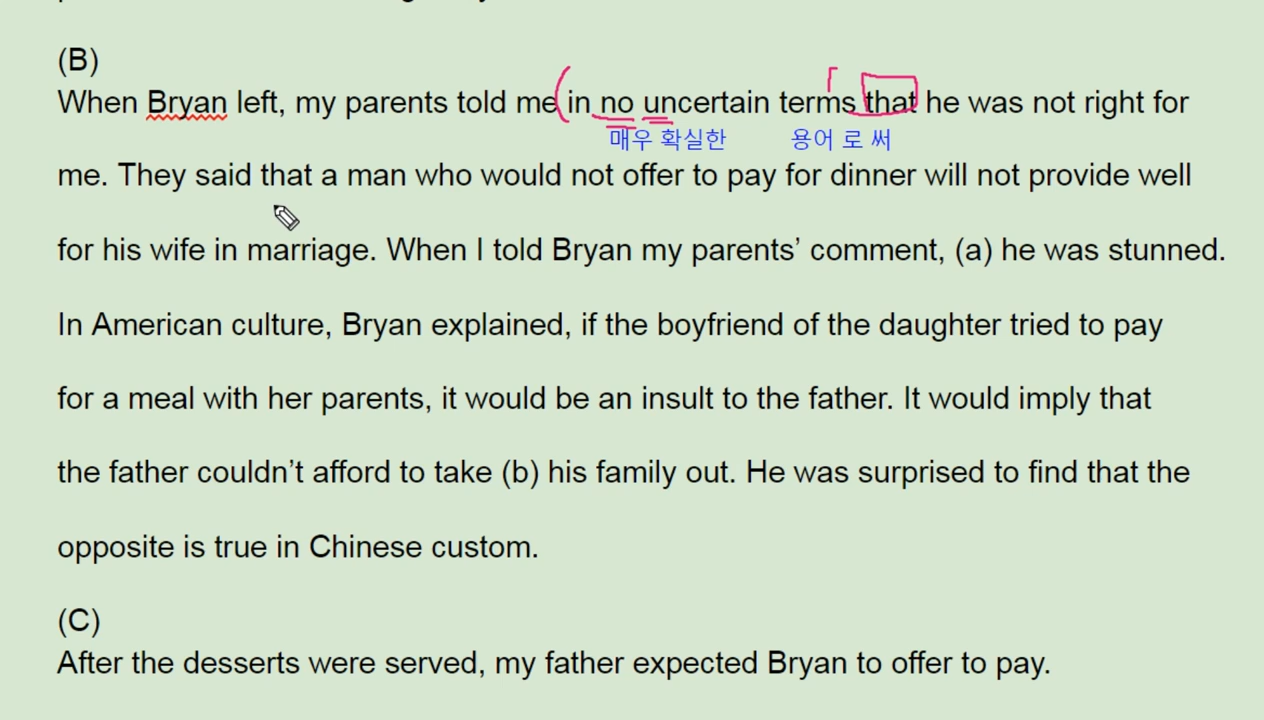 (B)
When Bryan left, my parents told me in no uncertain terms that he was not right for
매우 확실한 용어 로 써
me. They said that a man who would not offer to pay for dinner will not provide well
for his wife in marriage. When I told Bryan my parents’ comment, (a) he was stunned.
In American culture, Bryan explained, if the boyfriend of the daughter tried to pay
for a meal with her parents, it would be an insult to the father. It would imply that
the father couldn’t afford to take (b) his family out. He was surprised to find that the
opposite is true in Chinese custom.
(C)
After the desserts were served, my father expected Bryan to offer to pay.